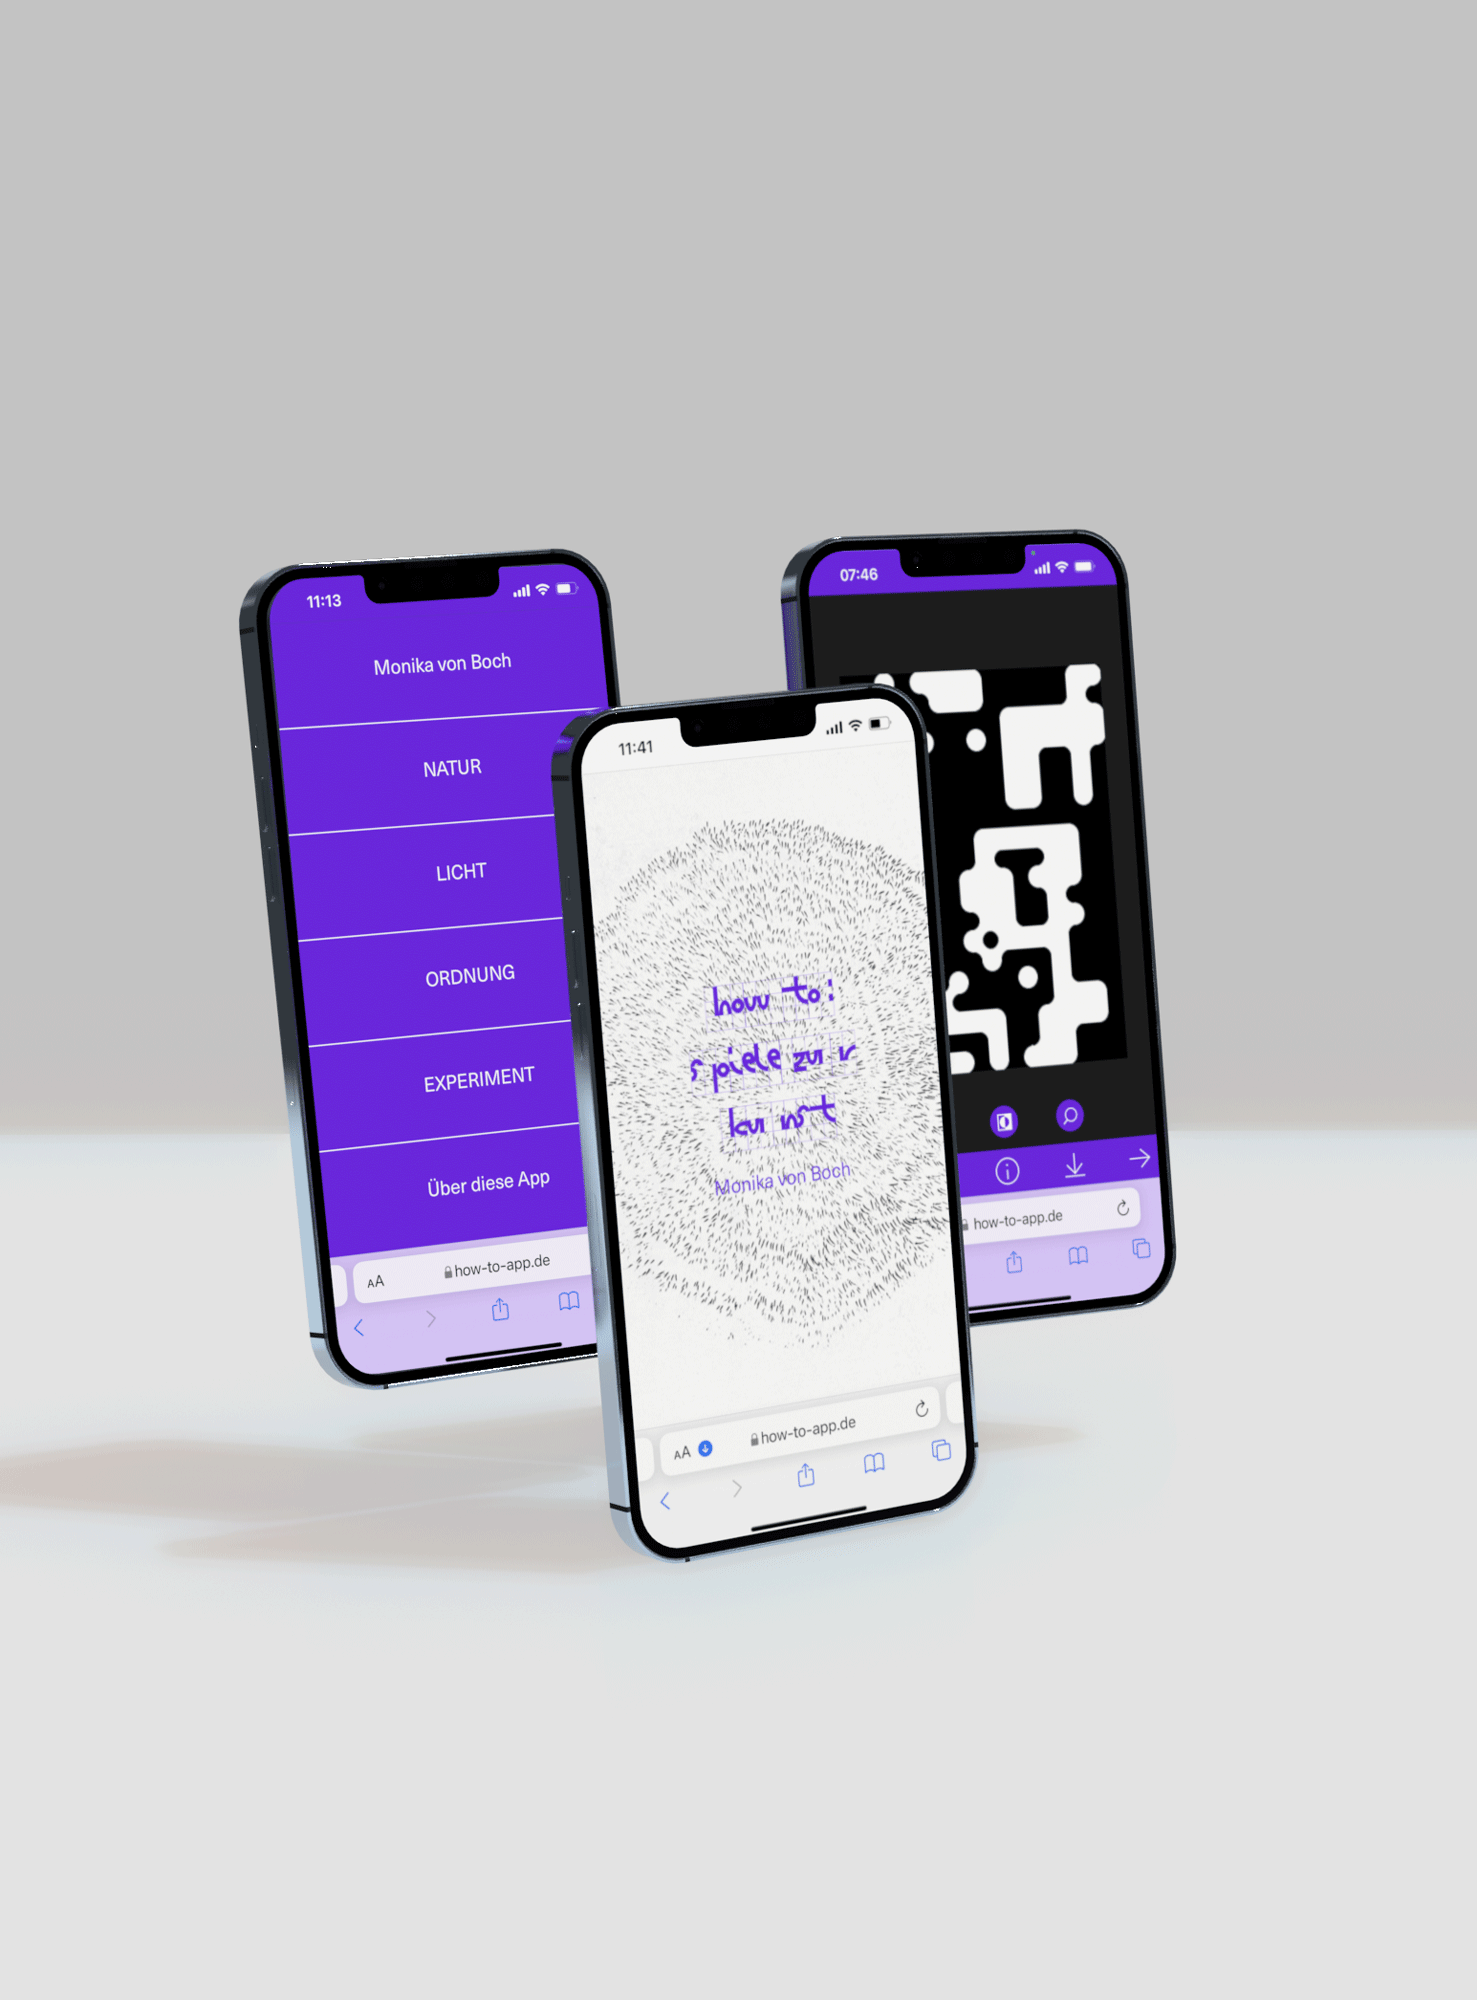 11:13
Monika von Boch
NATUR
LICHT
ORDNUNG
EXPERIMENT
Über diese App
AA
how-to-app.de
11:41
how to:
spiele zur
kunst
Monika von Boch
AA
how-to-app.de
07:46
how-to-app.de